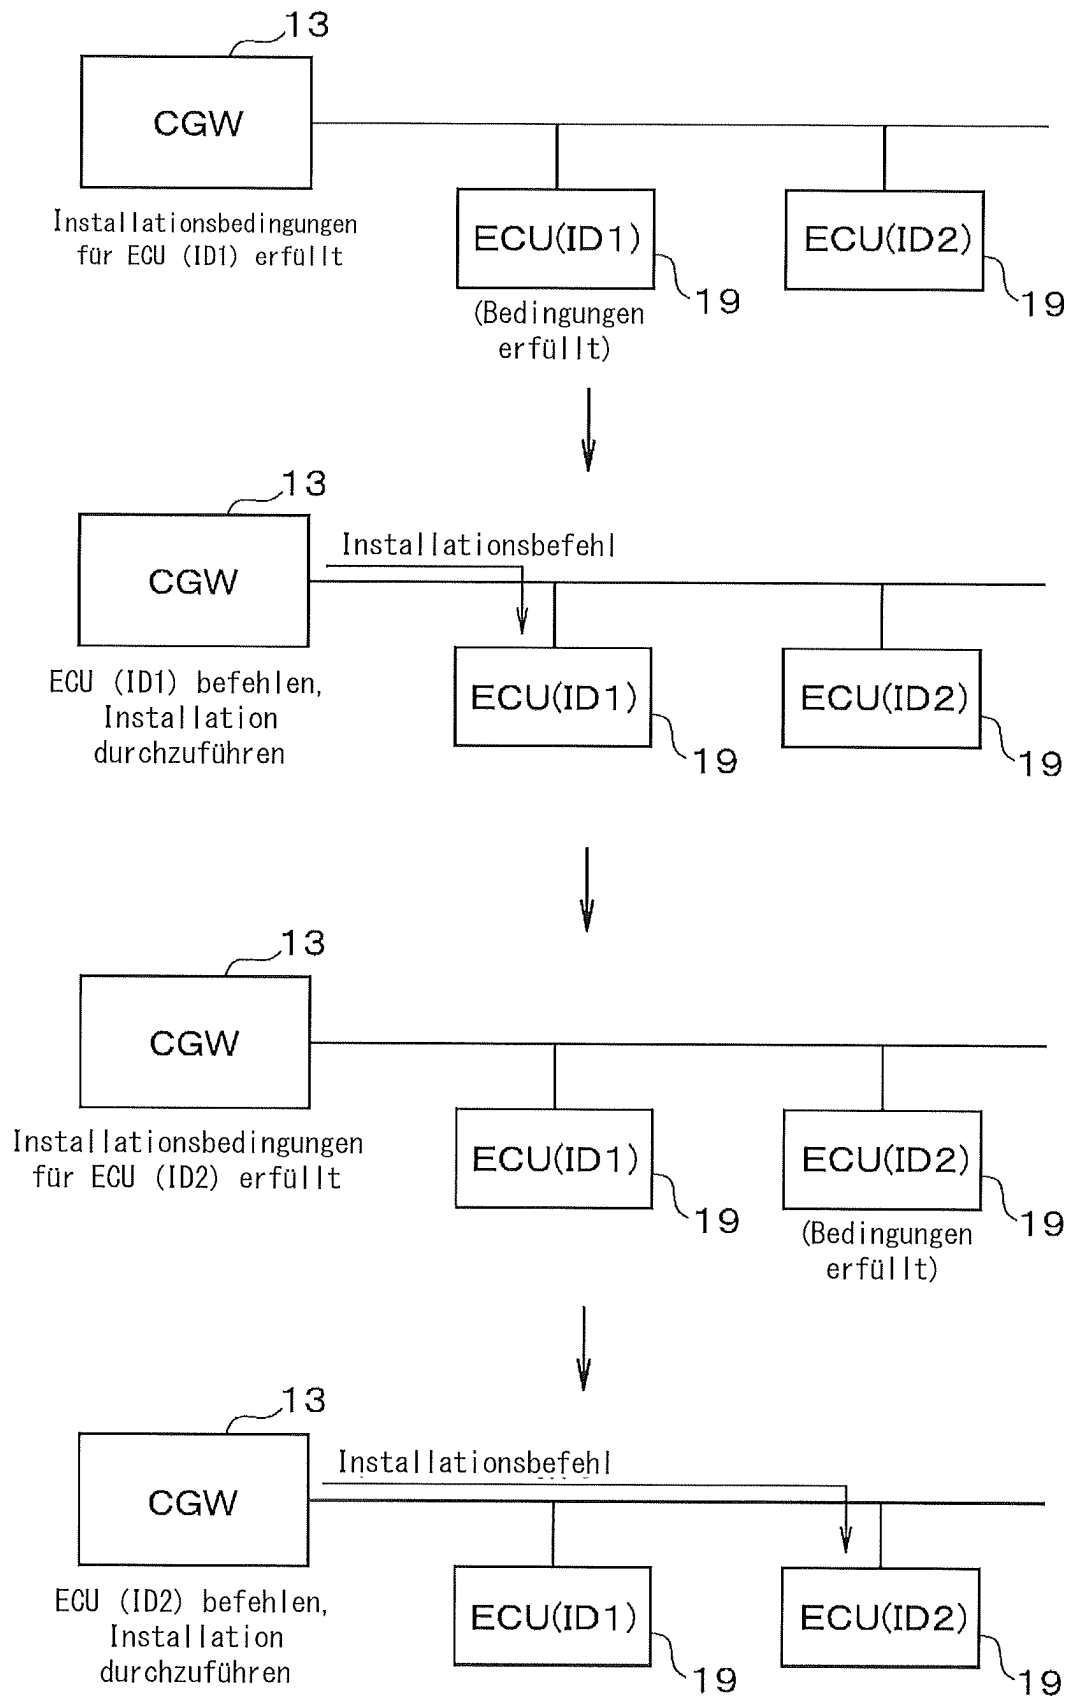 13
CGW
Installationsbedingungen
für ECU (ID1) erfüllt
ECU(ID1)
19
(Bedingungen
erfüllt)
ECU(ID2)
19
13
CGW
Installationsbefehl
ECU (ID1) befehlen,
Installation
durchzuführen
ECU(ID1)
19
ECU(ID2)
19
13
CGW
Installationsbedingungen
für ECU (ID2) erfüllt
ECU(ID1)
19
ECU(ID2)
19
(Bedingungen
erfüllt)
13
CGW
Installationsbefehl
ECU (ID2) befehlen,
Installation
durchzuführen
ECU(ID1)
19
ECU(ID2)
19